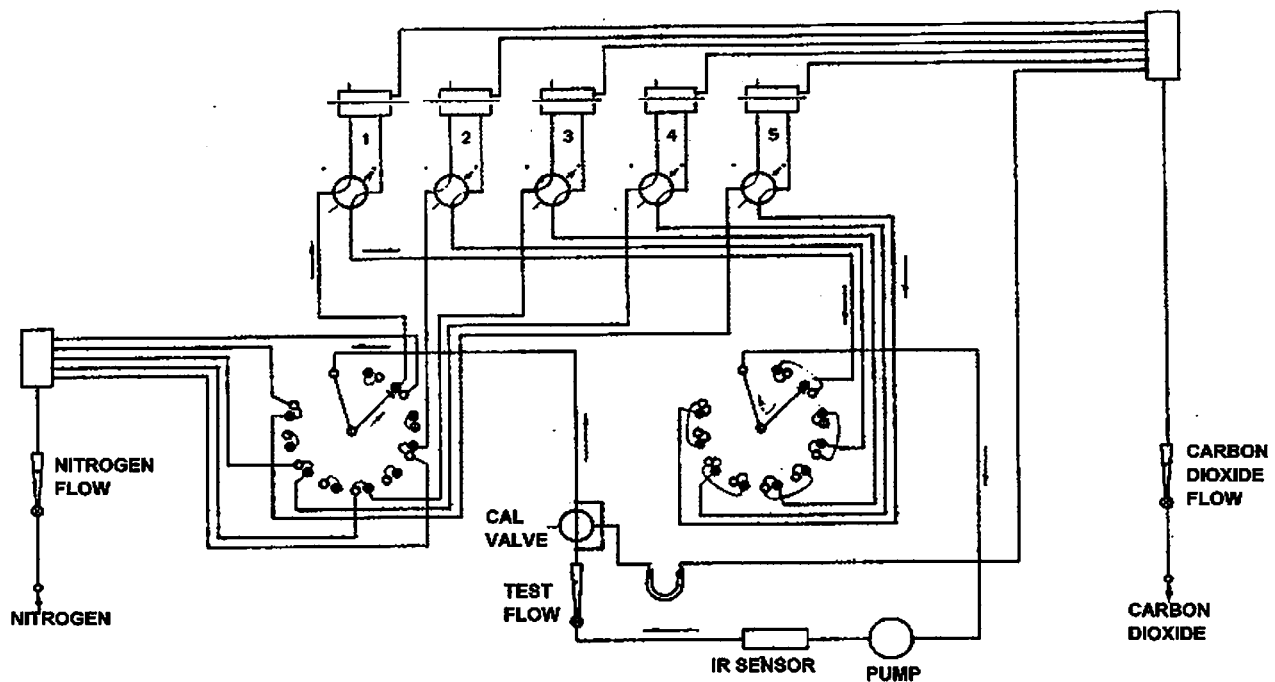 1 2 3 4 5
NITROGEN
FLOW
NITROGEN
CAL
VALVE
TEST
FLOW
IR SENSOR
PUMP
CARBON
DIOXIDE
FLOW
CARBON
DIOXIDE